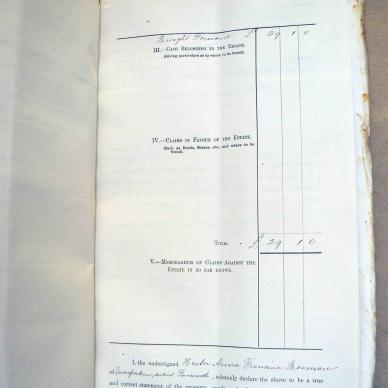 Brought Forward £ 29 1 0
III.—Cash Belonging to the Estate
(Giving particulars as to where to be found).
IV.—Claims in Favour of the Estate.
(Such as Bonds, Shares, etc., and where to be found).
Total £ 29 1 0
V.—Memorandum of Claims Against the
Estate in so far known.
I, the undersigned Hester Anna Francina
of district solemnly declare the above to be a true
and correct statement of the property